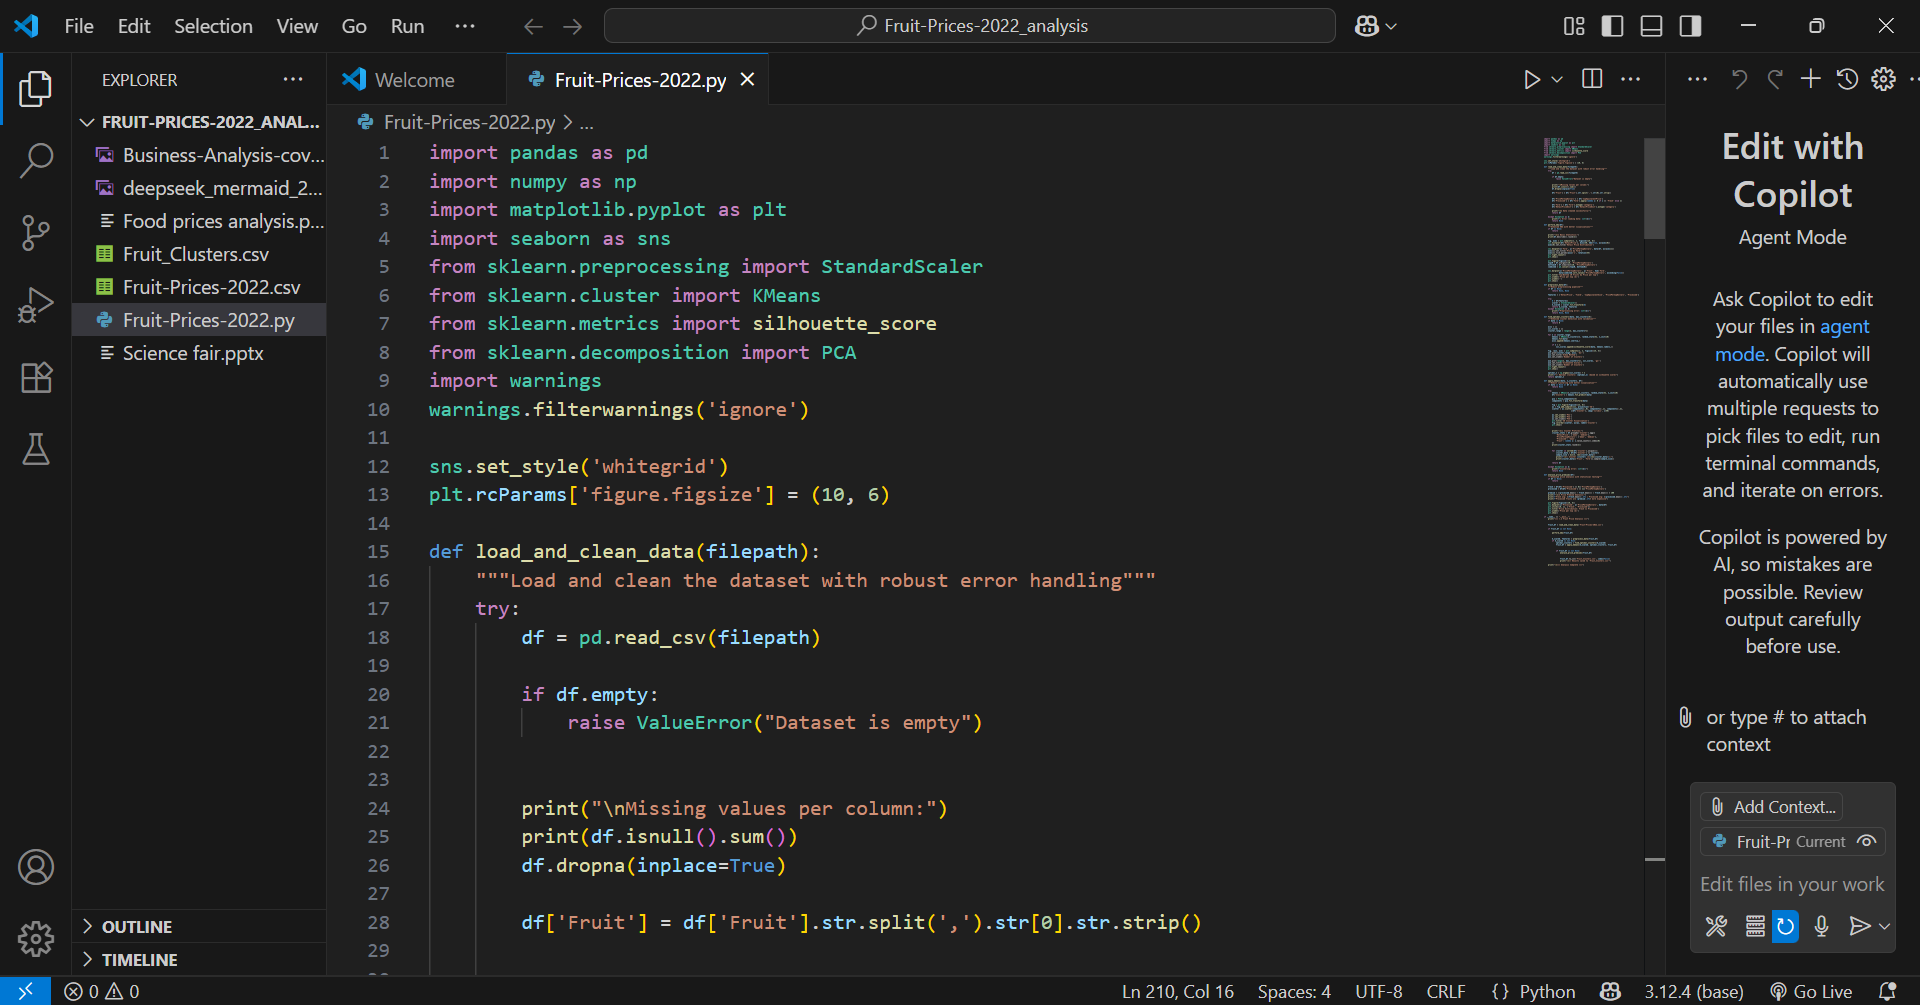 File Edit Selection View Go Run ···
Fruit-Prices-2022_analysis
EXPLORER
FRUIT-PRICES-2022_ANAL...
Business-Analysis-cov...
deepseek_mermaid_2...
Food prices analysis.p...
Fruit_Clusters.csv
Fruit-Prices-2022.csv
Fruit-Prices-2022.py
Science fair.pptx
OUTLINE
TIMELINE
Welcome
Fruit-Prices-2022.py
Fruit-Prices-2022.py > ...
1 import pandas as pd
2 import numpy as np
3 import matplotlib.pyplot as plt
4 import seaborn as sns
5 from sklearn.preprocessing import StandardScaler
6 from sklearn.cluster import KMeans
7 from sklearn.metrics import silhouette_score
8 from sklearn.decomposition import PCA
9 import warnings
10 warnings.filterwarnings('ignore')
11
12 sns.set_style('whitegrid')
13 plt.rcParams['figure.figsize'] = (10, 6)
14
15 def load_and_clean_data(filepath):
16 """Load and clean the dataset with robust error handling"""
17 try:
18 df = pd.read_csv(filepath)
19
20 if df.empty:
21 raise ValueError("Dataset is empty")
22
23
24 print("\nMissing values per column:")
25 print(df.isnull().sum())
26 df.dropna(inplace=True)
27
28 df['Fruit'] = df['Fruit'].str.split(',').str[0].str.strip()
29
Edit with
Copilot
Agent Mode
Ask Copilot to edit
your files in agent
mode. Copilot will
automatically use
multiple requests to
pick files to edit, run
terminal commands,
and iterate on errors.
Copilot is powered by
AI, so mistakes are
possible. Review
output carefully
before use.
or type # to attach
context
Add Context...
Fruit-Pr Current
Edit files in your work
0 0
Ln 210, Col 16 Spaces: 4 UTF-8 CRLF {} Python 3.12.4 (base) Go Live